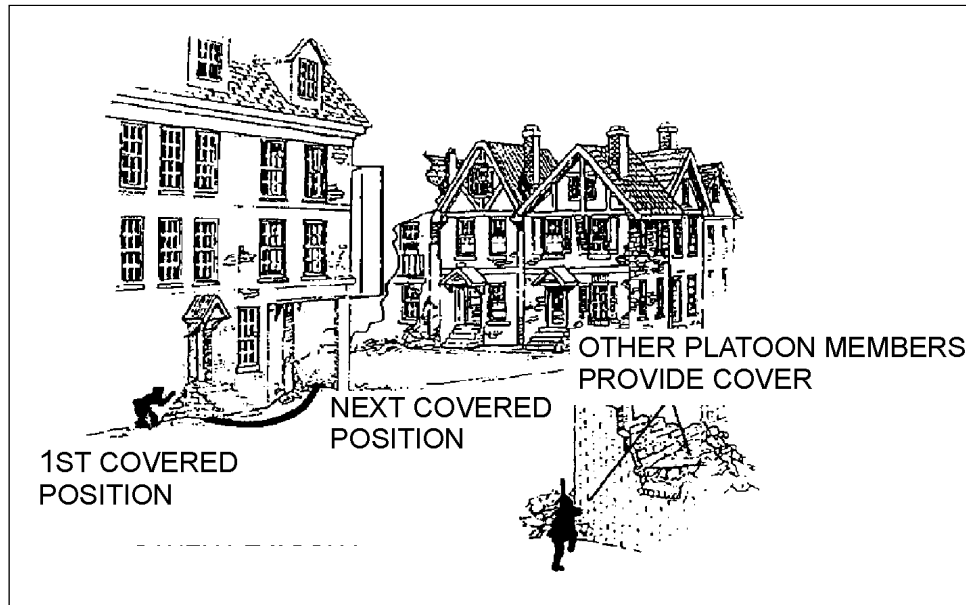 OTHER PLATOON MEMBERS
PROVIDE COVER
NEXT COVERED
POSITION
1ST COVERED
POSITION